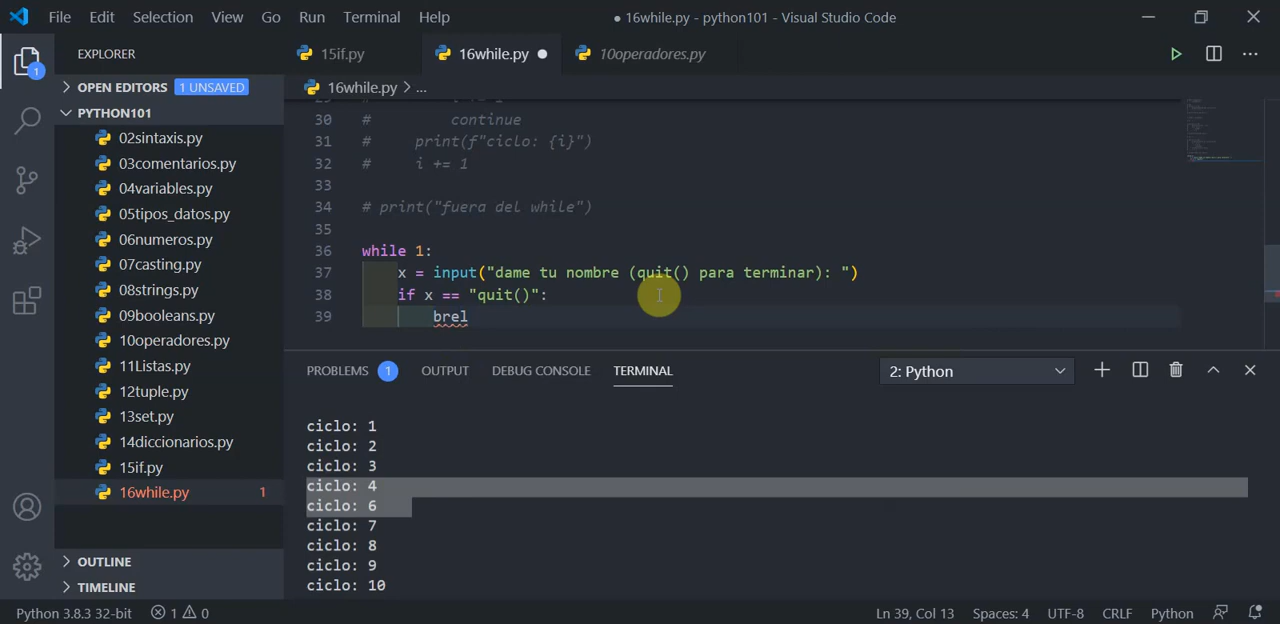 File Edit Selection View Go Run Terminal Help
● 16while.py - python101 - Visual Studio Code
EXPLORER
15if.py
16while.py
10operadores.py
1
OPEN EDITORS 1 UNSAVED
16while.py > ...
PYTHON101
02sintaxis.py
03comentarios.py
04variables.py
05tipos_datos.py
06numeros.py
07casting.py
08strings.py
09booleans.py
10operadores.py
11Listas.py
12tuple.py
13set.py
14diccionarios.py
15if.py
16while.py 1
OUTLINE
TIMELINE
30 # continue
31 # print(f"ciclo: {i}")
32 # i += 1
33
34 # print("fuera del while")
35
36 while 1:
37 x = input("dame tu nombre (quit() para terminar): ")
38 if x == "quit()":
39 brel
PROBLEMS 1 OUTPUT DEBUG CONSOLE TERMINAL
2: Python
ciclo: 1
ciclo: 2
ciclo: 3
ciclo: 4
ciclo: 6
ciclo: 7
ciclo: 8
ciclo: 9
ciclo: 10
Python 3.8.3 32-bit 1 0
Ln 39, Col 13 Spaces: 4 UTF-8 CRLF Python